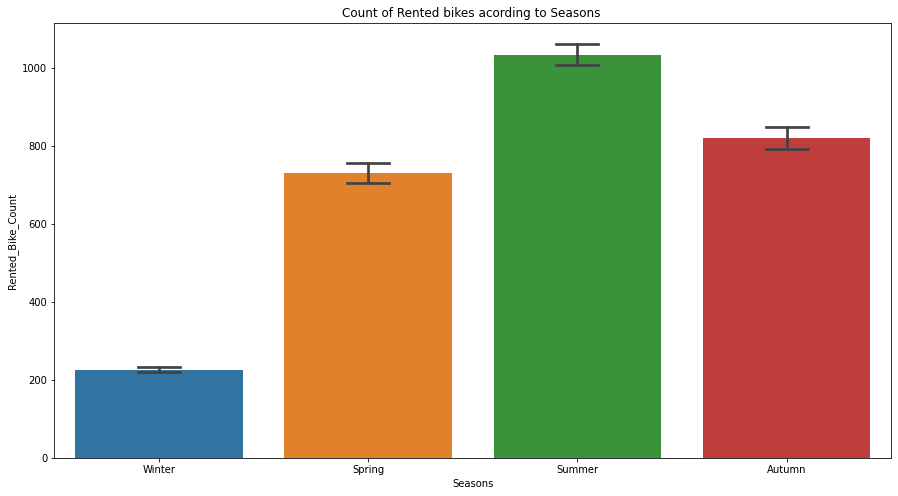 Count of Rented bikes acording to Seasons
Rented_Bike_Count
1000
800
600
400
200
0
Winter Spring Summer Autumn
Seasons